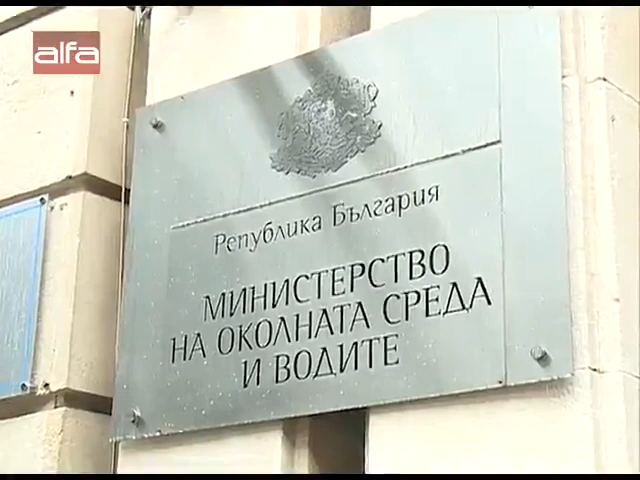 alfa
Република България
МИНИСТЕРСТВО
НА ОКОЛНАТА СРЕДА
И ВОДИТЕ